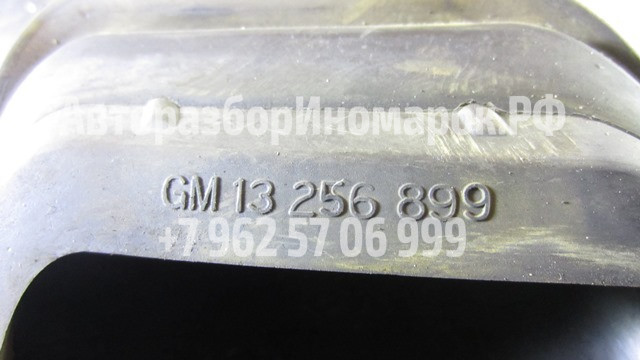 АвторазборИномарок.РФ
GM 13 256 899
+7 962 57 06 999